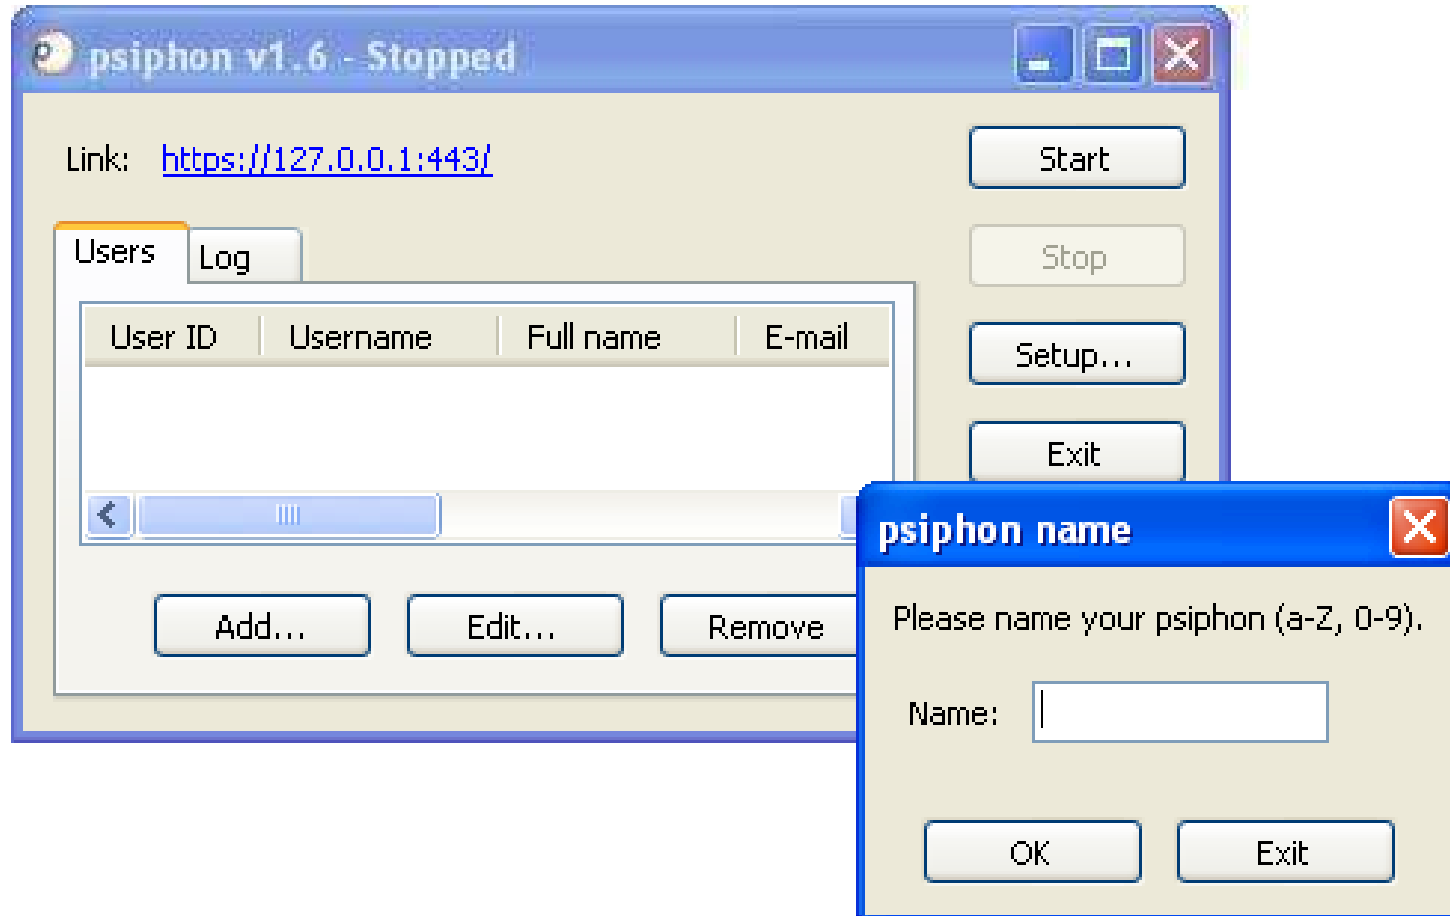 psiphon v1.6 - Stopped
Link: https://127.0.0.1:443/
Start
Users Log
Stop
User ID Username Full name E-mail
Setup...
Exit
Add... Edit... Remove
psiphon name
Please name your psiphon (a-Z, 0-9).
Name:
OK Exit